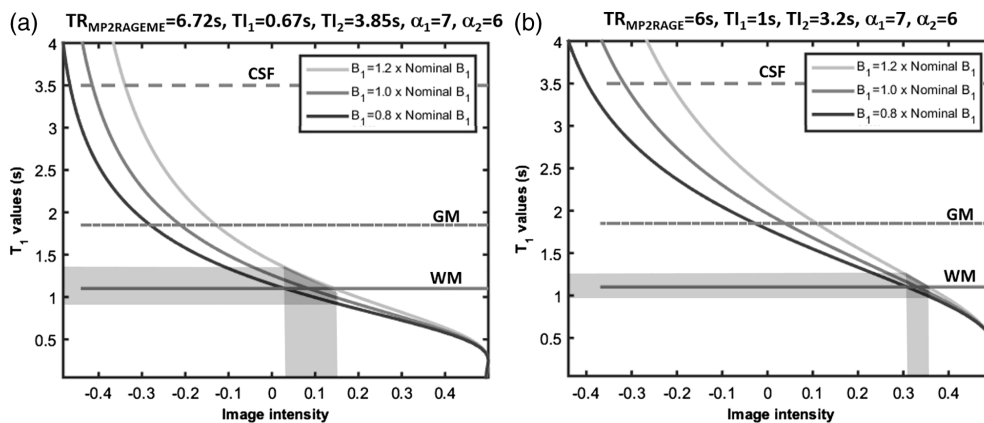 (a) TR_MP2RAGEME=6.72s, TI₁=0.67s, TI₂=3.85s, α₁=7, α₂=6
4
3.5
3
2.5
2
1.5
1
0.5
T₁ values (s)
CSF
GM
WM
B₁=1.2 x Nominal B₁
B₁=1.0 x Nominal B₁
B₁=0.8 x Nominal B₁
-0.4 -0.3 -0.2 -0.1 0 0.1 0.2 0.3 0.4
Image intensity
(b) TR_MP2RAGE=6s, TI₁=1s, TI₂=3.2s, α₁=7, α₂=6
4
3.5
3
2.5
2
1.5
1
0.5
T₁ values (s)
CSF
GM
WM
B₁=1.2 x Nominal B₁
B₁=1.0 x Nominal B₁
B₁=0.8 x Nominal B₁
-0.4 -0.3 -0.2 -0.1 0 0.1 0.2 0.3 0.4
Image intensity